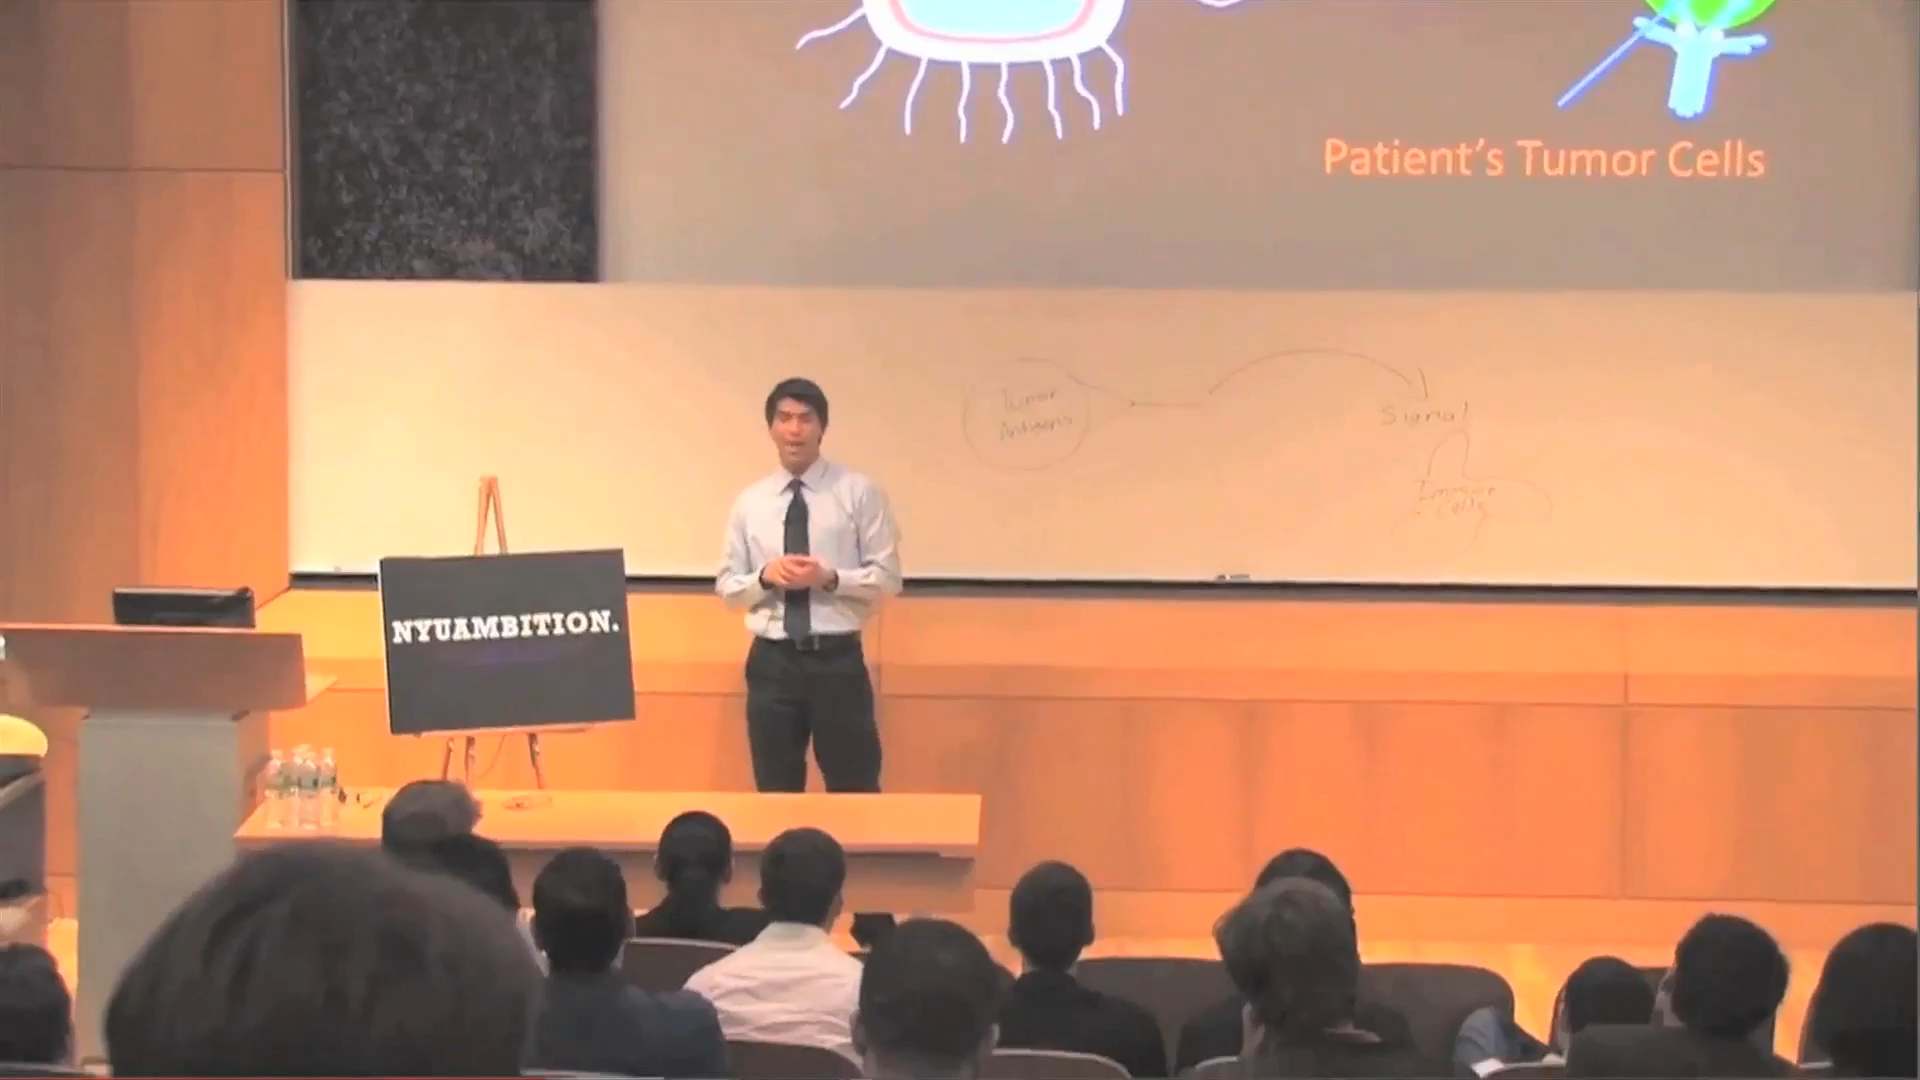 Patient's Tumor Cells
Tumor
Antigens
Signal
Immune
Cells
NYUAMBITION.